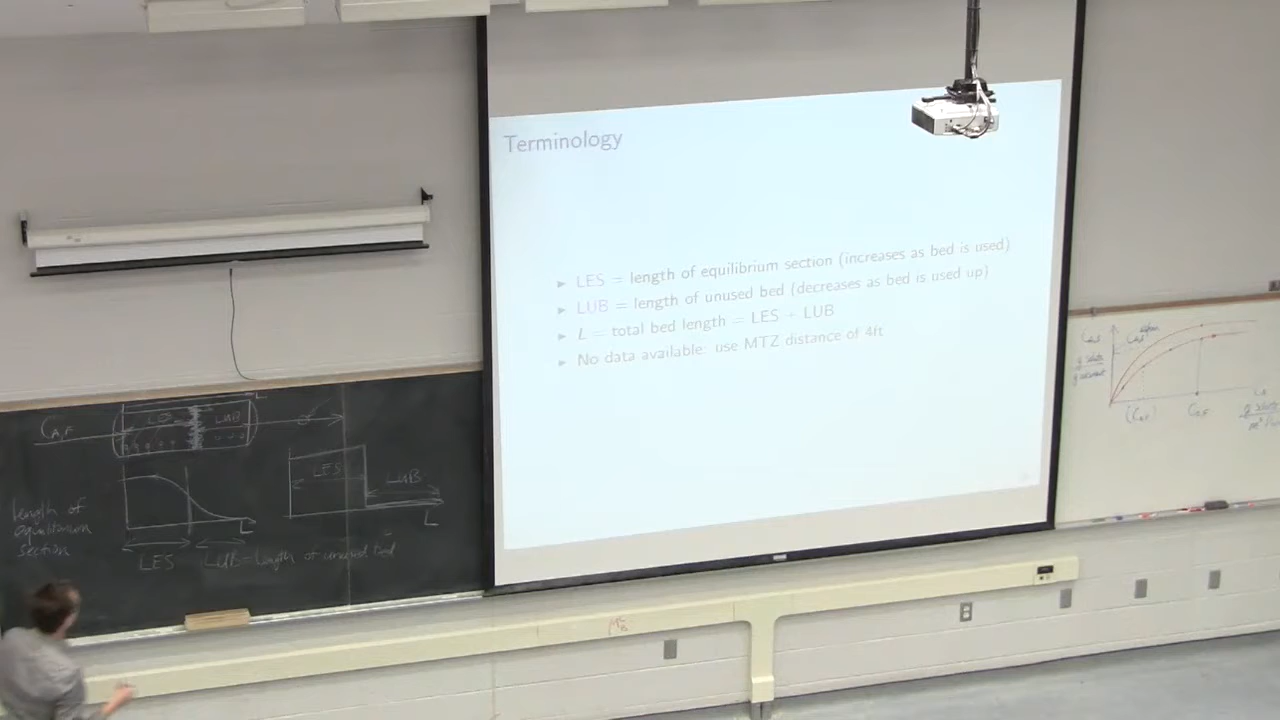 Terminology
▶ LES = length of equilibrium section (increases as bed is used)
▶ LUB = length of unused bed (decreases as bed is used up)
▶ L = total bed length = LES + LUB
▶ No data available: use MTZ distance of 4ft
L
C_A,F
LES
LUB
LES
LUB
L
length of
equilibrium
section
L
LES
LUB = length of unused bed
C_A,F